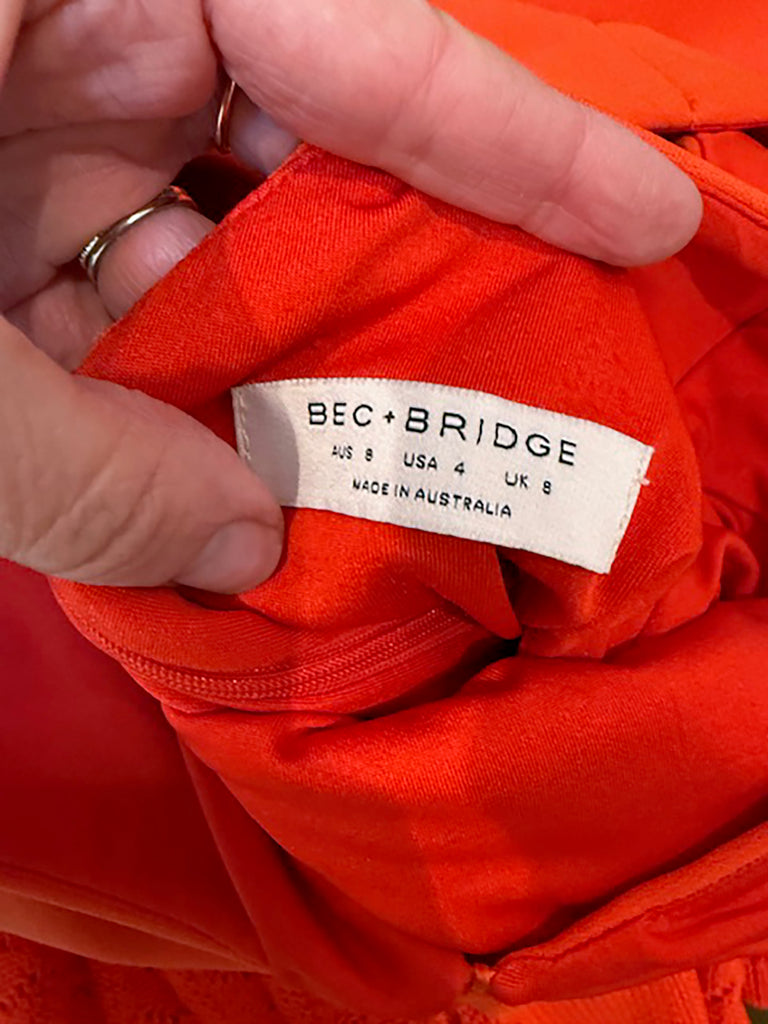 BEC + BRIDGE
AUS 8 USA 4 UK 8
MADE IN AUSTRALIA